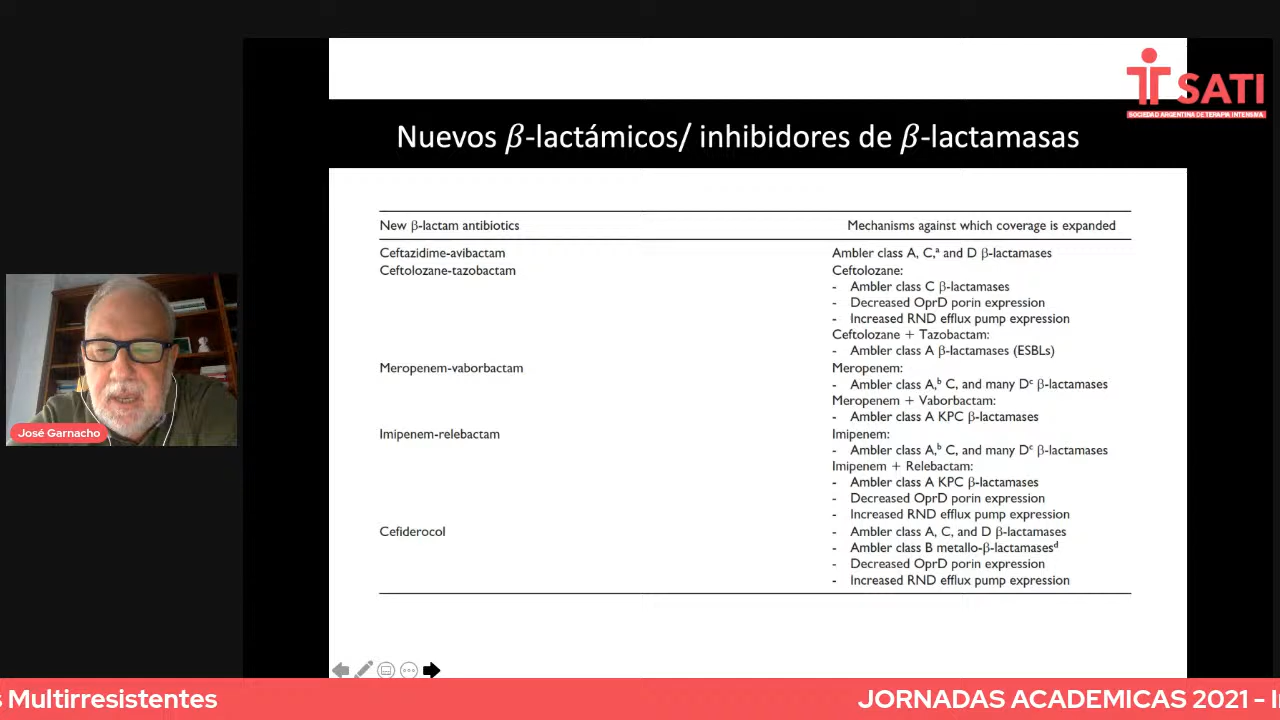 SATI
SOCIEDAD ARGENTINA DE TERAPIA INTENSIVA
Nuevos β-lactámicos/ inhibidores de β-lactamasas
New β-lactam antibiotics Mechanisms against which coverage is expanded
Ceftazidime-avibactam Ambler class A, C,ᵃ and D β-lactamases
Ceftolozane-tazobactam Ceftolozane:
- Ambler class C β-lactamases
- Decreased OprD porin expression
- Increased RND efflux pump expression
Ceftolozane + Tazobactam:
- Ambler class A β-lactamases (ESBLs)
Meropenem-vaborbactam Meropenem:
- Ambler class A,ᵇ C, and many Dᶜ β-lactamases
Meropenem + Vaborbactam:
- Ambler class A KPC β-lactamases
Imipenem-relebactam Imipenem:
- Ambler class A,ᵇ C, and many Dᶜ β-lactamases
Imipenem + Relebactam:
- Ambler class A KPC β-lactamases
- Decreased OprD porin expression
- Increased RND efflux pump expression
Cefiderocol - Ambler class A, C, and D β-lactamases
- Ambler class B metallo-β-lactamasesᵈ
- Decreased OprD porin expression
- Increased RND efflux pump expression
José Garnacho
s Multirresistentes JORNADAS ACADEMICAS 2021 - I